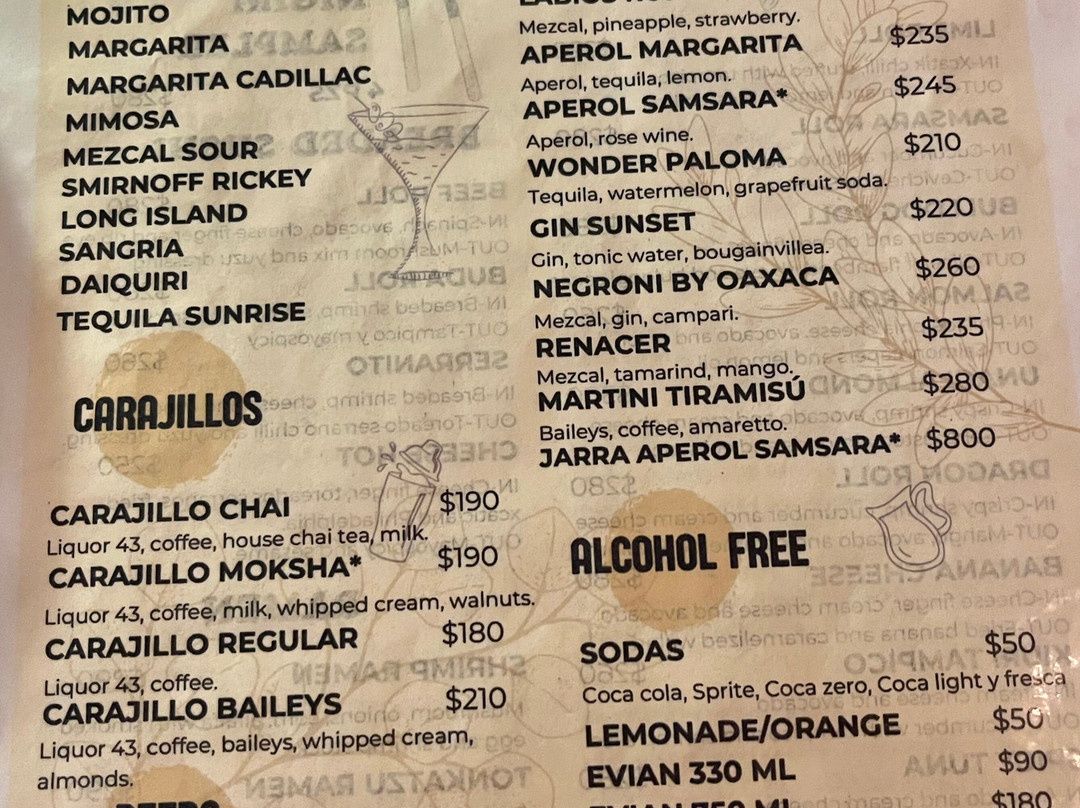 MOJITO
MARGARITA
MARGARITA CADILLAC
MIMOSA
MEZCAL SOUR
SMIRNOFF RICKEY
LONG ISLAND
SANGRIA
DAIQUIRI
TEQUILA SUNRISE
CARAJILLOS
CARAJILLO CHAI $190
Liquor 43, coffee, house chai tea, milk.
CARAJILLO MOKSHA* $190
Liquor 43, coffee, milk, whipped cream, walnuts.
CARAJILLO REGULAR $180
Liquor 43, coffee.
CARAJILLO BAILEYS $210
Liquor 43, coffee, baileys, whipped cream,
almonds.
Mezcal, pineapple, strawberry.
APEROL MARGARITA $235
Aperol, tequila, lemon.
APEROL SAMSARA* $245
Aperol, rose wine.
WONDER PALOMA $210
Tequila, watermelon, grapefruit soda.
GIN SUNSET $220
Gin, tonic water, bougainvillea.
NEGRONI BY OAXACA $260
Mezcal, gin, campari.
RENACER $235
Mezcal, tamarind, mango.
MARTINI TIRAMISÚ $280
Baileys, coffee, amaretto.
JARRA APEROL SAMSARA* $800
ALCOHOL FREE
SODAS $50
Coca cola, Sprite, Coca zero, Coca light y fresca
LEMONADE/ORANGE $50
EVIAN 330 ML $90
$180